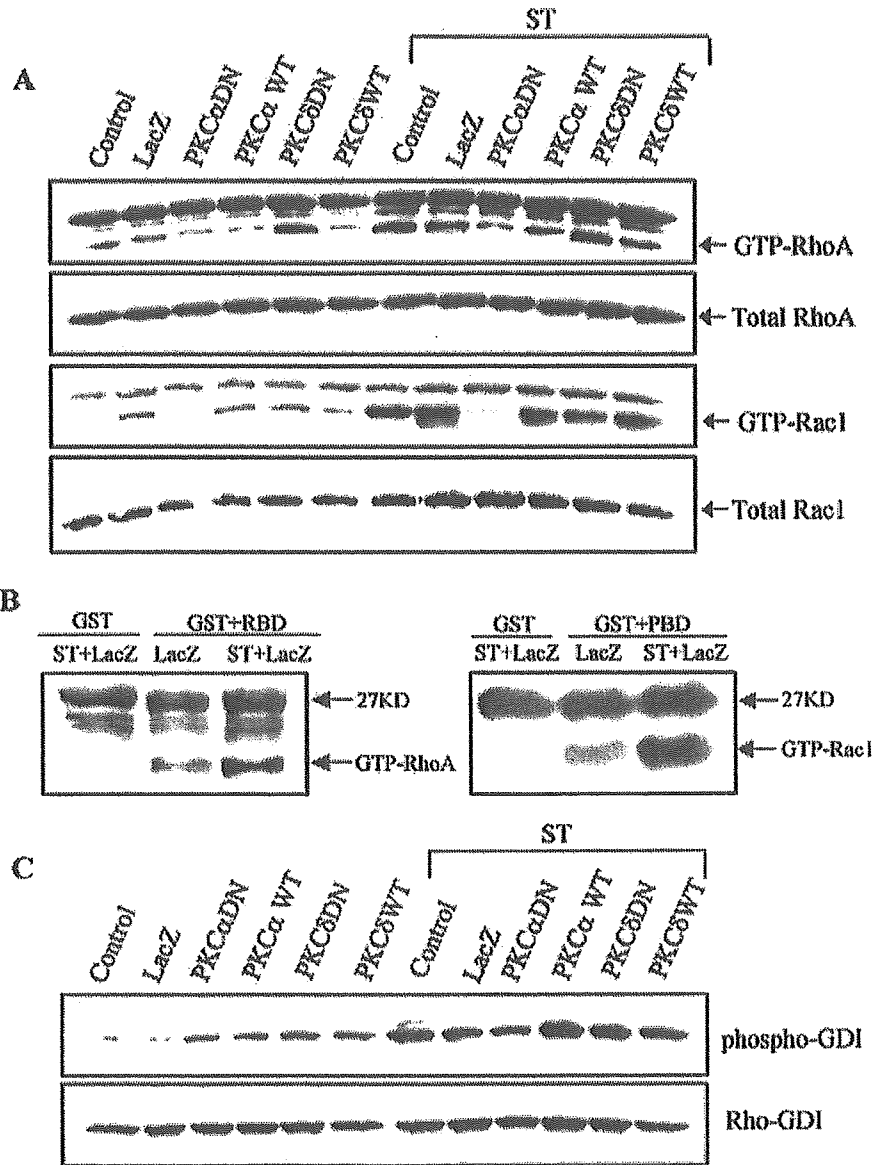 ST
A
Control LacZ PKCαDN PKCα WT PKCδDN PKCδWT Control LacZ PKCαDN PKCα WT PKCδDN PKCδWT
GTP-RhoA
Total RhoA
GTP-Rac1
Total Rac1
B
GST GST+RBD
ST+LacZ LacZ ST+LacZ
27KD
GTP-RhoA
GST GST+PBD
ST+LacZ LacZ ST+LacZ
27KD
GTP-Rac1
ST
C
Control LacZ PKCαDN PKCα WT PKCδDN PKCδWT Control LacZ PKCαDN PKCα WT PKCδDN PKCδWT
phospho-GDI
Rho-GDI